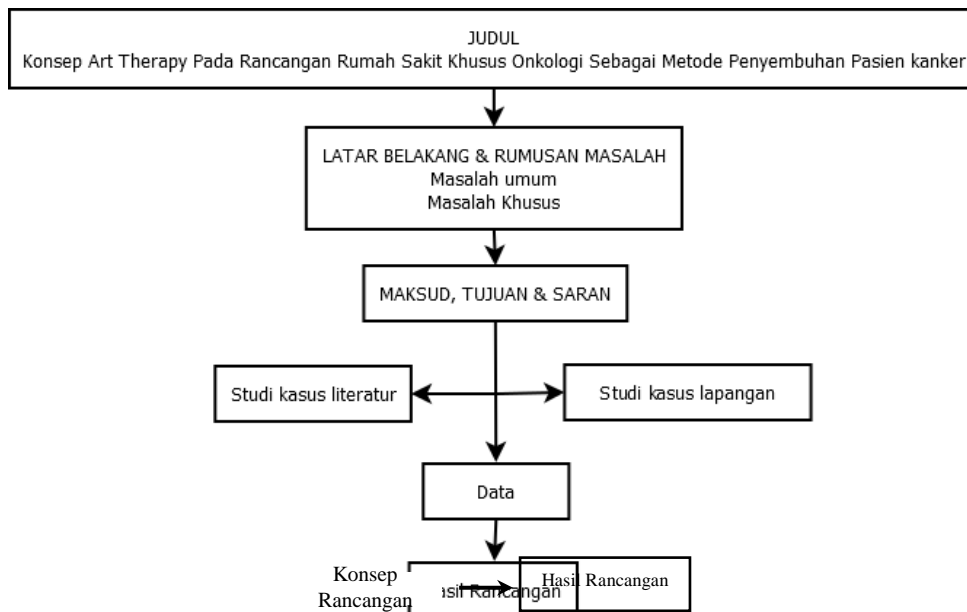 JUDUL
Konsep Art Therapy Pada Rancangan Rumah Sakit Khusus Onkologi Sebagai Metode Penyembuhan Pasien kanker
LATAR BELAKANG & RUMUSAN MASALAH
Masalah umum
Masalah Khusus
MAKSUD, TUJUAN & SARAN
Studi kasus literatur
Studi kasus lapangan
Data
Konsep
Rancangan
Rancangan
Hasil Rancangan